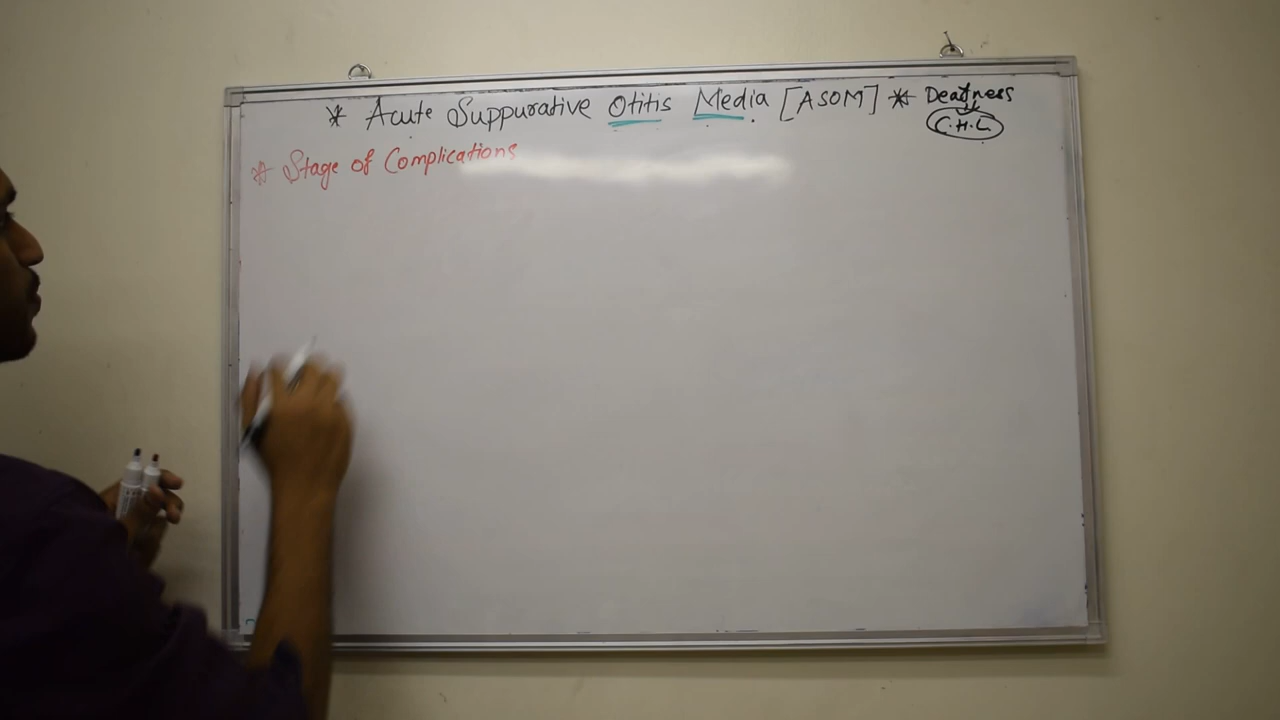 * Acute Suppurative Otitis Media [ASOM] * Deafness
C.H.L.
* Stage of Complications